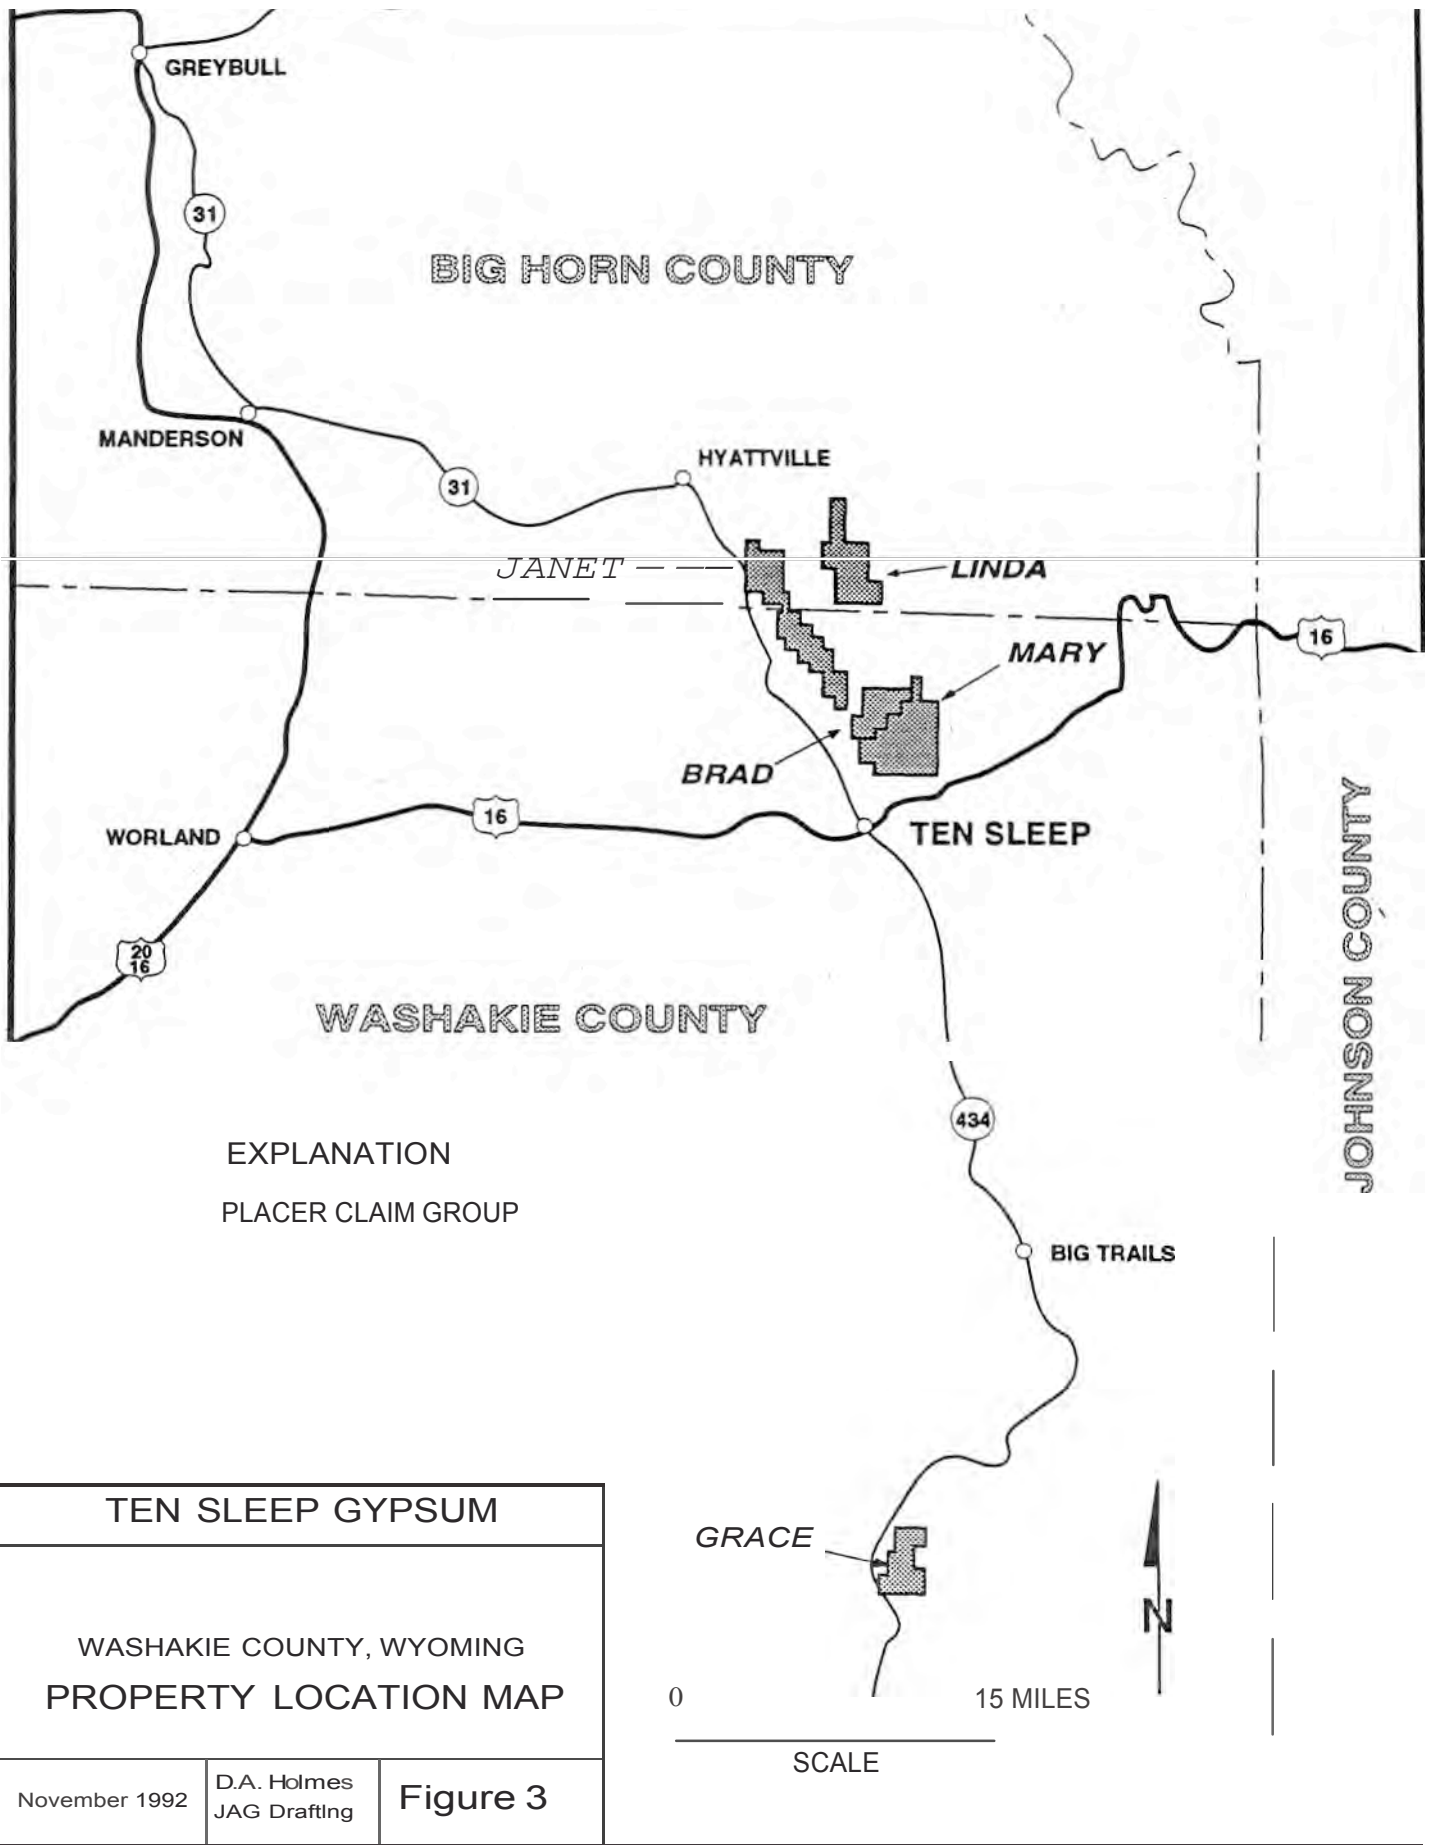 GREYBULL
31
BIG HORN COUNTY
MANDERSON
HYATTVILLE
31
JANET
LINDA
16
MARY
BRAD
16
WORLAND
TEN SLEEP
20
16
WASHAKIE COUNTY
JOHNSON COUNTY
434
EXPLANATION
PLACER CLAIM GROUP
BIG TRAILS
TEN SLEEP GYPSUM
GRACE
N
WASHAKIE COUNTY, WYOMING
PROPERTY LOCATION MAP
0 15 MILES
SCALE
November 1992
D.A. Holmes
JAG Drafting
Figure 3